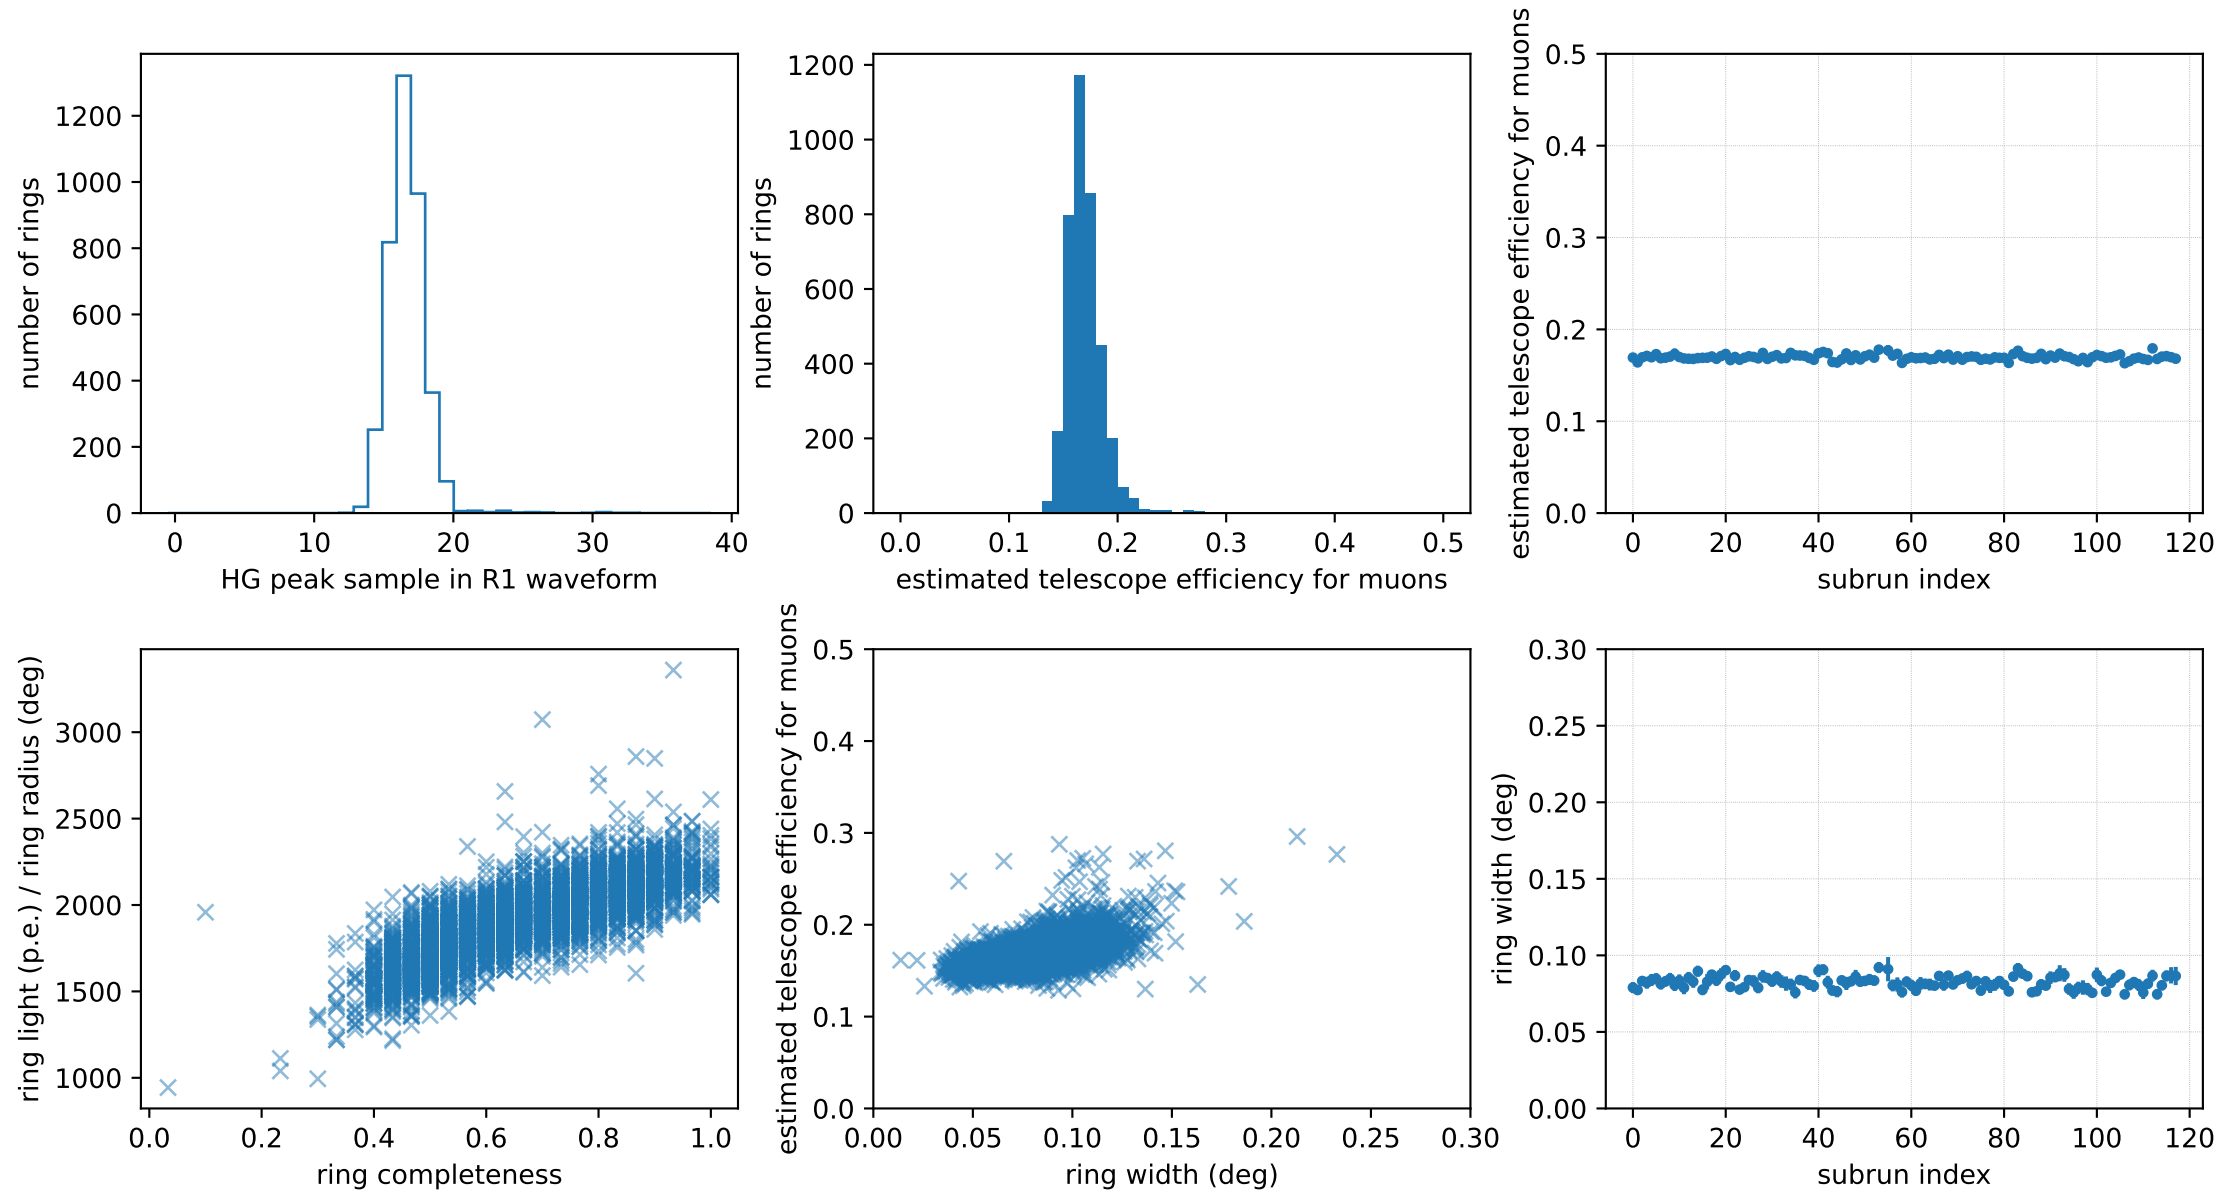 number of rings
1200
1000
800
600
400
200
0
0 10 20 30 40
HG peak sample in R1 waveform
number of rings
1200
1000
800
600
400
200
0
0.0 0.1 0.2 0.3 0.4 0.5
estimated telescope efficiency for muons
estimated telescope efficiency for muons
0.5
0.4
0.3
0.2
0.1
0.0
0 20 40 60 80 100 120
subrun index
ring light (p.e.) / ring radius (deg)
3000
2500
2000
1500
1000
0.0 0.2 0.4 0.6 0.8 1.0
ring completeness
estimated telescope efficiency for muons
0.5
0.4
0.3
0.2
0.1
0.0
0.00 0.05 0.10 0.15 0.20 0.25 0.30
ring width (deg)
ring width (deg)
0.30
0.25
0.20
0.15
0.10
0.05
0.00
0 20 40 60 80 100 120
subrun index